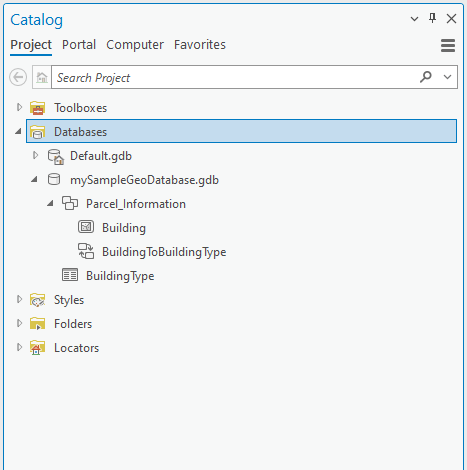 Catalog
Project Portal Computer Favorites
Search Project
Toolboxes
Databases
Default.gdb
mySampleGeoDatabase.gdb
Parcel_Information
Building
BuildingToBuildingType
BuildingType
Styles
Folders
Locators